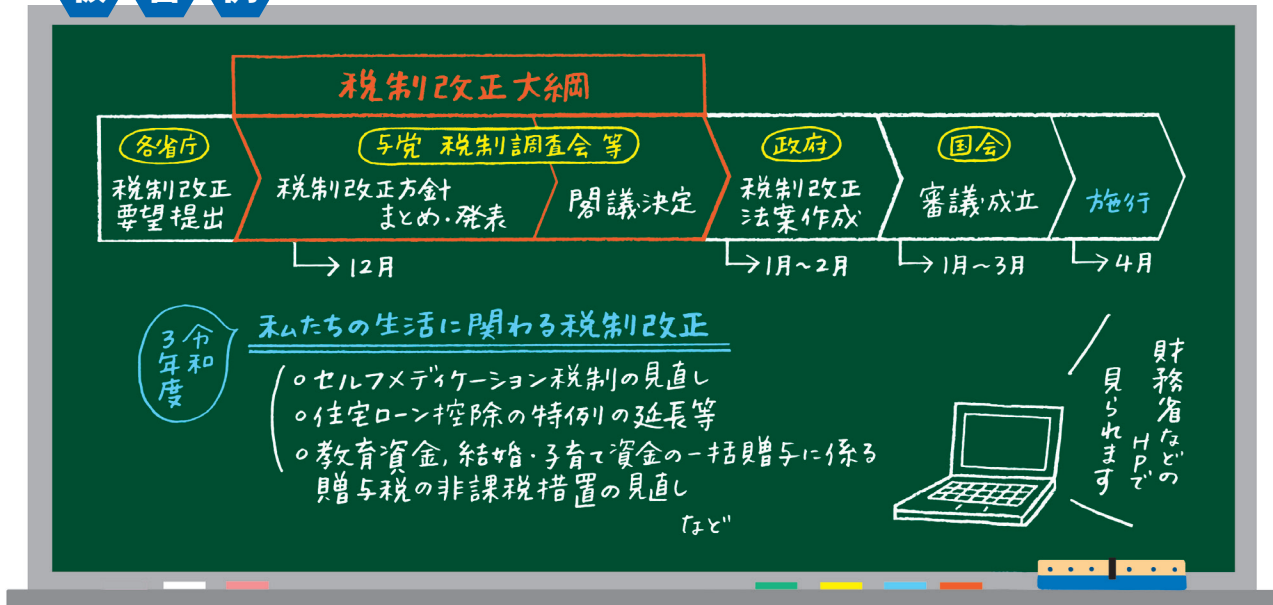 税制改正大綱
各省庁
税制改正
要望提出
与党 税制調査会等
税制改正方針
まとめ・発表
閣議決定
政府
税制改正
法案作成
国会
審議・成立
施行
→12月
→1月～2月
→1月～3月
→4月
令和
3年度
私たちの生活に関わる税制改正
○セルフメディケーション税制の見直し
○住宅ローン控除の特例の延長等
○教育資金,結婚・子育て資金の一括贈与に係る
贈与税の非課税措置の見直し
など
財務省などの
HPで
見られます